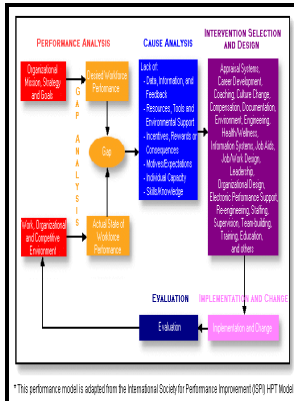 PERFORMANCE ANALYSIS
Organizational
Mission, Strategy
and Goals
Desired Workforce
Performance
GAP ANALYSIS
Gap
Work, Organizational
and Competitive
Environment
Actual State of
Workforce
Performance
CAUSE ANALYSIS
Lack of:
- Data, Information, and
Feedback
- Resources, Tools and
Environmental Support
- Incentives, Rewards or
Consequences
- Motives/Expectations
- Individual Capacity
- Skills/Knowledge
INTERVENTION SELECTION
AND DESIGN
Appraisal Systems,
Career Development,
Coaching, Culture Change,
Compensation, Documentation,
Environment, Engineering,
Health/Wellness,
Information Systems, Job Aids,
Job/Work Design,
Leadership,
Organizational Design,
Electronic Performance Support,
Re-engineering, Staffing,
Supervision, Team-building,
Training, Education,
and others
EVALUATION
Evaluation
IMPLEMENTATION AND CHANGE
Implementation and Change
* This performance model is adapted from the International Society for Performance Improvement (ISPI) HPT Model